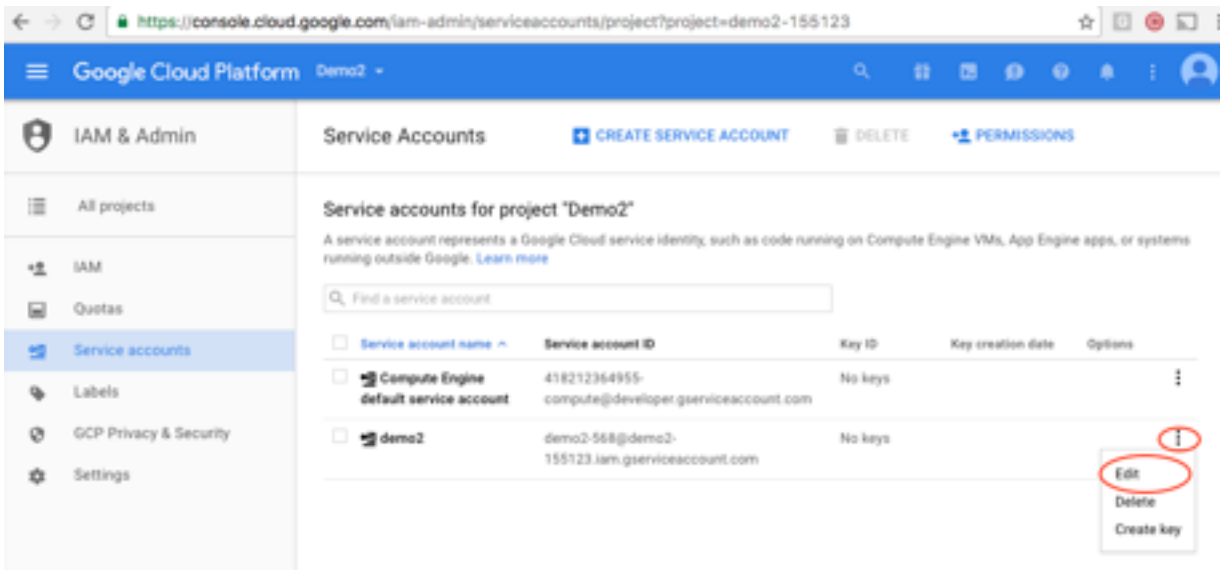 https://console.cloud.google.com/iam-admin/serviceaccounts/project?project=demo2-155123
Google Cloud Platform Demo2
IAM & Admin
Service Accounts CREATE SERVICE ACCOUNT DELETE PERMISSIONS
All projects
IAM
Quotas
Service accounts
Labels
GCP Privacy & Security
Settings
Service accounts for project "Demo2"
A service account represents a Google Cloud service identity, such as code running on Compute Engine VMs, App Engine apps, or systems
running outside Google. Learn more
Find a service account
Service account name Service account ID Key ID Key creation date Options
Compute Engine 418212364955- No keys
default service account compute@developer.gserviceaccount.com
demo2 demo2-568@demo2- No keys
155123.iam.gserviceaccount.com
Edit
Delete
Create key